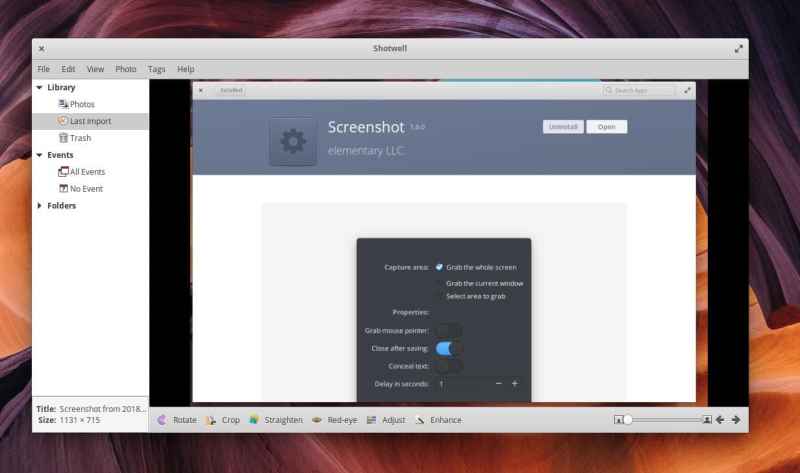 Shotwell
File Edit View Photo Tags Help
Library
Photos
Last Import
Trash
Events
All Events
No Event
Folders
Installed
Search Apps
Screenshot
elementary LLC.
Uninstall
Open
Capture area:
Grab the whole screen
Grab the current window
Select area to grab
Properties:
Grab mouse pointer:
Close after saving:
Conceal text:
Delay in seconds: 1
Title: Screenshot from 2018...
Size: 1131 × 715
Rotate Crop Straighten Red-eye Adjust Enhance